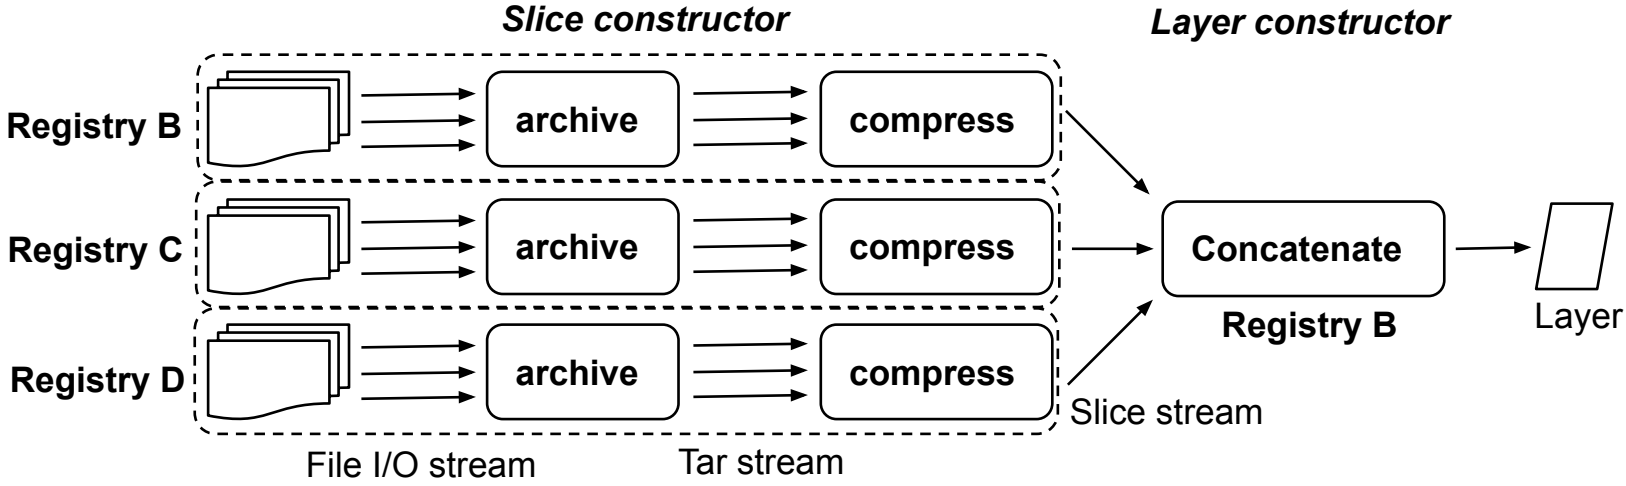 Slice constructor
Layer constructor
Registry B
archive
compress
Registry C
archive
compress
Concatenate
Registry B
Layer
Registry D
archive
compress
Slice stream
File I/O stream
Tar stream